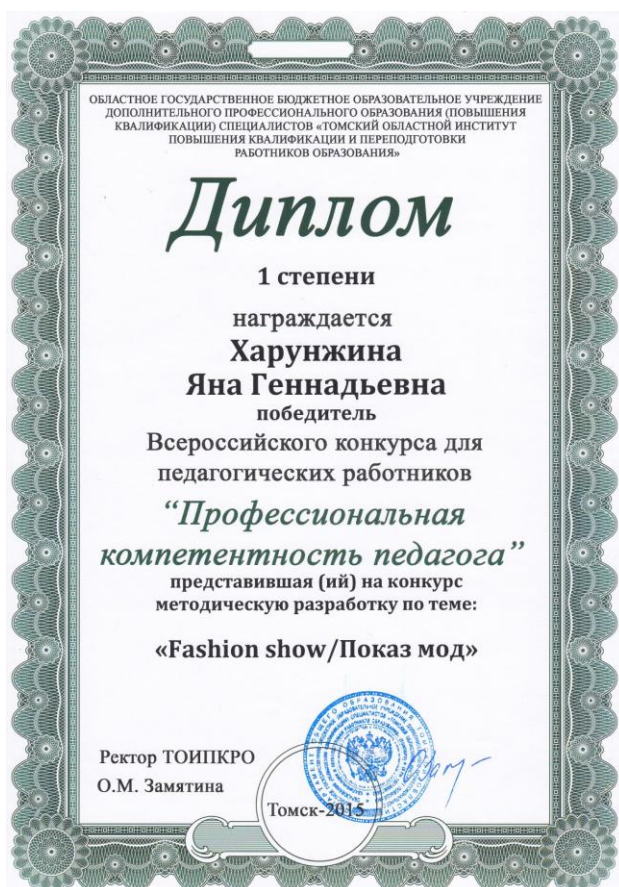 ОБЛАСТНОЕ ГОСУДАРСТВЕННОЕ БЮДЖЕТНОЕ ОБРАЗОВАТЕЛЬНОЕ УЧРЕЖДЕНИЕ
ДОПОЛНИТЕЛЬНОГО ПРОФЕССИОНАЛЬНОГО ОБРАЗОВАНИЯ (ПОВЫШЕНИЯ
КВАЛИФИКАЦИИ) СПЕЦИАЛИСТОВ «ТОМСКИЙ ОБЛАСТНОЙ ИНСТИТУТ
ПОВЫШЕНИЯ КВАЛИФИКАЦИИ И ПЕРЕПОДГОТОВКИ
РАБОТНИКОВ ОБРАЗОВАНИЯ»
Диплом
1 степени
награждается
Харунжина
Яна Геннадьевна
победитель
Всероссийского конкурса для
педагогических работников
“Профессиональная
компетентность педагога”
представившая (ий) на конкурс
методическую разработку по теме:
«Fashion show/Показ мод»
Ректор ТОИПКРО
О.М. Замятина
Томск-2015